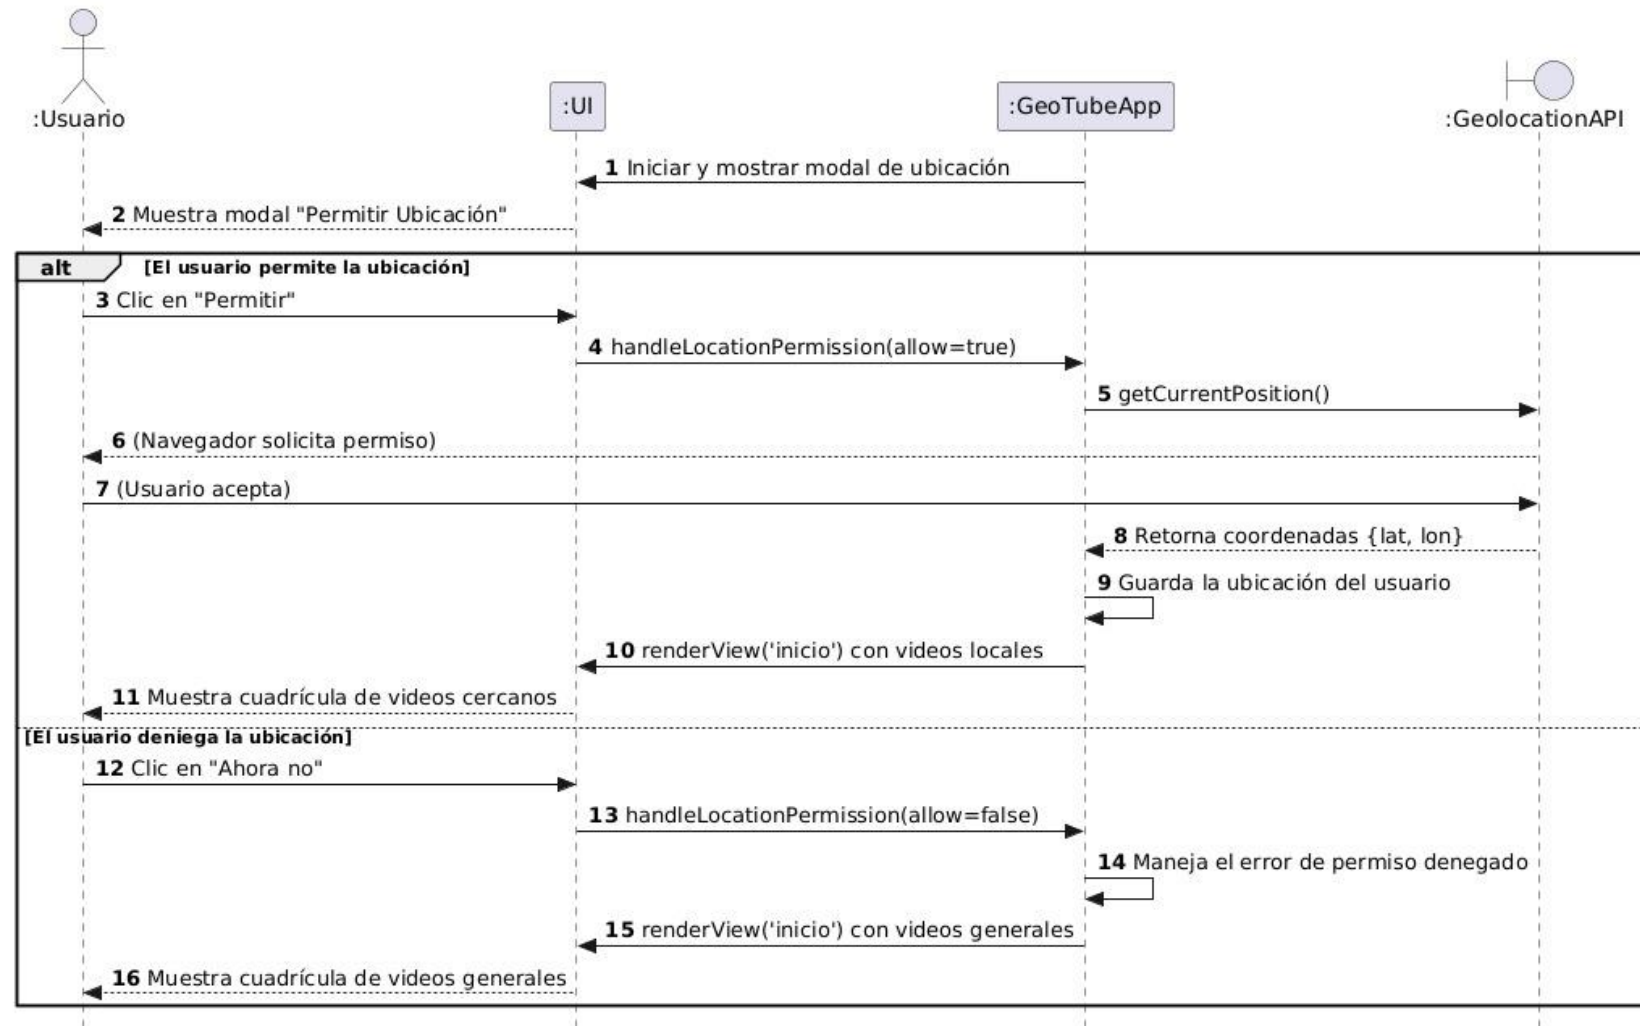 :Usuario
:UI
:GeoTubeApp
:GeolocationAPI
1 Iniciar y mostrar modal de ubicación
2 Muestra modal "Permitir Ubicación"
alt [El usuario permite la ubicación]
3 Clic en "Permitir"
4 handleLocationPermission(allow=true)
5 getCurrentPosition()
6 (Navegador solicita permiso)
7 (Usuario acepta)
8 Retorna coordenadas {lat, lon}
9 Guarda la ubicación del usuario
10 renderView('inicio') con videos locales
11 Muestra cuadrícula de videos cercanos
[El usuario deniega la ubicación]
12 Clic en "Ahora no"
13 handleLocationPermission(allow=false)
14 Maneja el error de permiso denegado
15 renderView('inicio') con videos generales
16 Muestra cuadrícula de videos generales